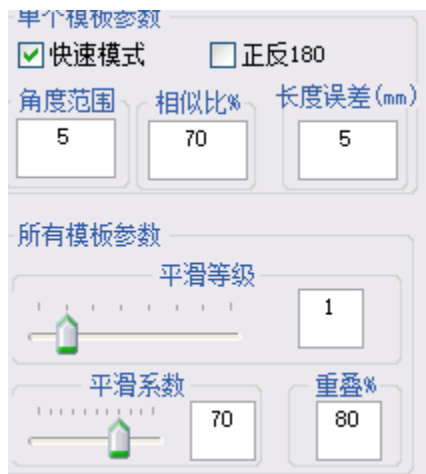 单个模板参数
快速模式 正反180
角度范围 相似比% 长度误差(mm)
5 70 5
所有模板参数
平滑等级
1
平滑系数 重叠%
70 80